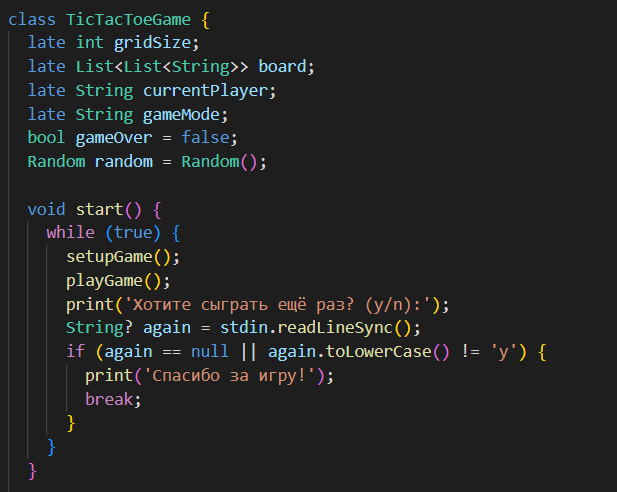 class TicTacToeGame {
  late int gridSize;
  late List<List<String>> board;
  late String currentPlayer;
  late String gameMode;
  bool gameOver = false;
  Random random = Random();

  void start() {
    while (true) {
      setupGame();
      playGame();
      print('Хотите сыграть ещё раз? (y/n):');
      String? again = stdin.readLineSync();
      if (again == null || again.toLowerCase() != 'y') {
        print('Спасибо за игру!');
        break;
      }
    }
  }